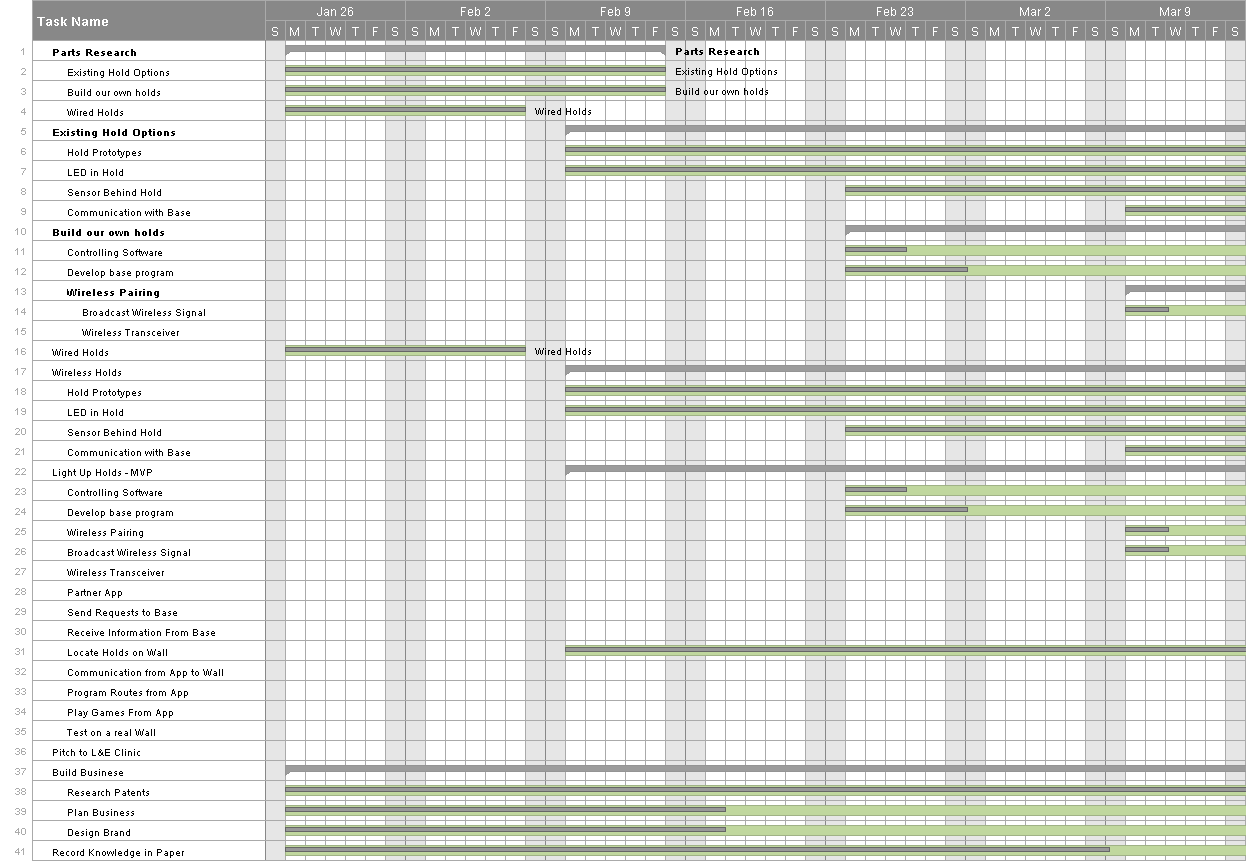 Task Name
Jan 26 Feb 2 Feb 9 Feb 16 Feb 23 Mar 2 Mar 9
S M T W T F S S M T W T F S S M T W T F S S M T W T F S S M T W T F S S M T W T F S S M T W T F S
1 Parts Research Parts Research
2 Existing Hold Options Existing Hold Options
3 Build our own holds Build our own holds
4 Wired Holds Wired Holds
5 Existing Hold Options
6 Hold Prototypes
7 LED in Hold
8 Sensor Behind Hold
9 Communication with Base
10 Build our own holds
11 Controlling Software
12 Develop base program
13 Wireless Pairing
14 Broadcast Wireless Signal
15 Wireless Transceiver
16 Wired Holds Wired Holds
17 Wireless Holds
18 Hold Prototypes
19 LED in Hold
20 Sensor Behind Hold
21 Communication with Base
22 Light Up Holds - MVP
23 Controlling Software
24 Develop base program
25 Wireless Pairing
26 Broadcast Wireless Signal
27 Wireless Transceiver
28 Partner App
29 Send Requests to Base
30 Receive Information From Base
31 Locate Holds on Wall
32 Communication from App to Wall
33 Program Routes from App
34 Play Games From App
35 Test on a real Wall
36 Pitch to L&E Clinic
37 Build Business
38 Research Patents
39 Plan Business
40 Design Brand
41 Record Knowledge in Paper